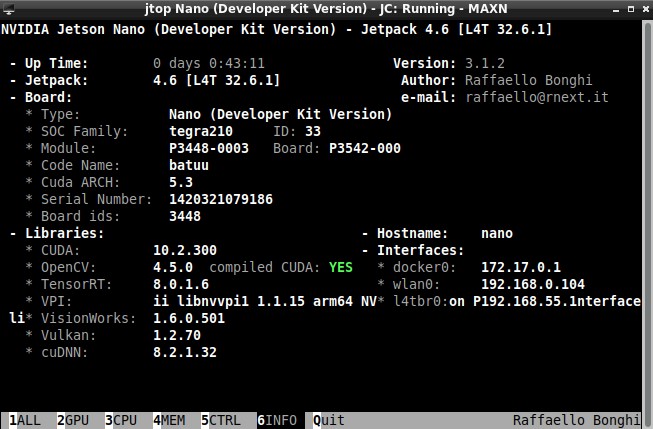 jtop Nano (Developer Kit Version) - JC: Running - MAXN
NVIDIA Jetson Nano (Developer Kit Version) - Jetpack 4.6 [L4T 32.6.1]
- Up Time: 0 days 0:43:11 Version: 3.1.2
- Jetpack: 4.6 [L4T 32.6.1] Author: Raffaello Bonghi
- Board: e-mail: raffaello@rnext.it
* Type: Nano (Developer Kit Version)
* SOC Family: tegra210 ID: 33
* Module: P3448-0003 Board: P3542-000
* Code Name: batuu
* Cuda ARCH: 5.3
* Serial Number: 1420321079186
* Board ids: 3448
- Libraries: - Hostname: nano
* CUDA: 10.2.300 - Interfaces:
* OpenCV: 4.5.0 compiled CUDA: YES * docker0: 172.17.0.1
* TensorRT: 8.0.1.6 * wlan0: 192.168.0.104
* VPI: ii libnvvpi1 1.1.15 arm64 NV* l4tbr0:on P192.168.55.1nterface
li* VisionWorks: 1.6.0.501
* Vulkan: 1.2.70
* cuDNN: 8.2.1.32
1ALL 2GPU 3CPU 4MEM 5CTRL 6INFO Quit Raffaello Bonghi